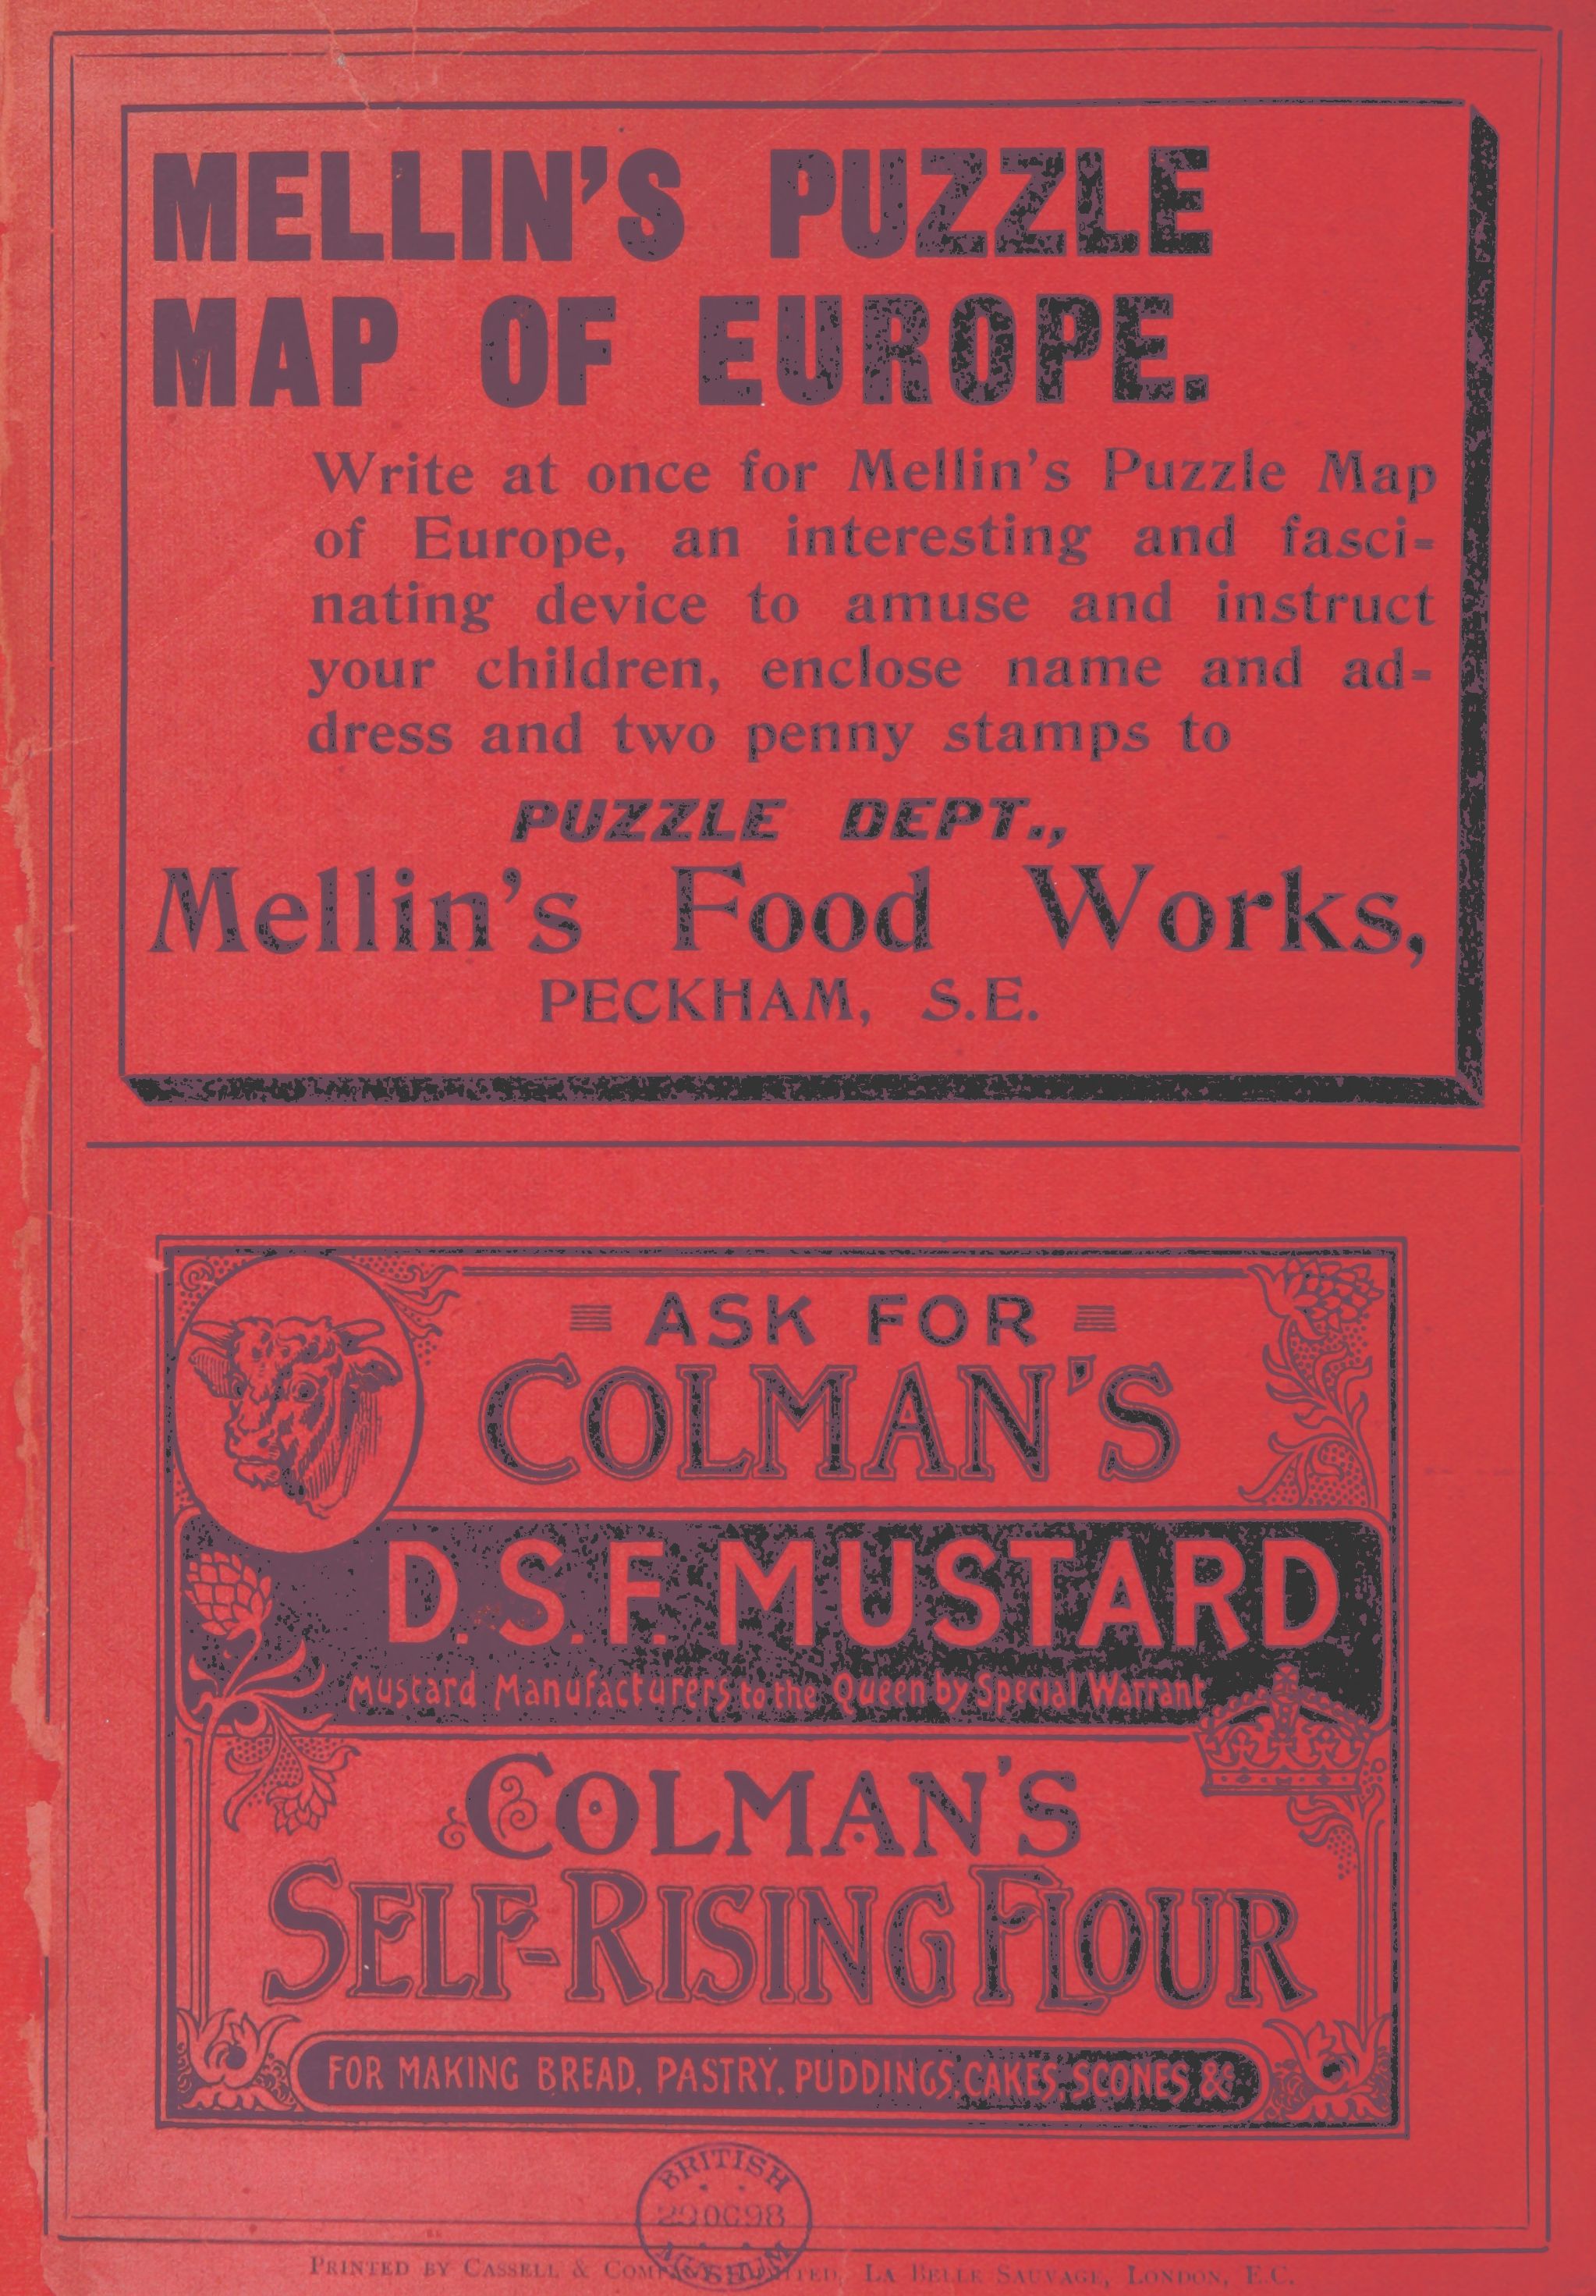 MELLIN'S PUZZLE
MAP OF EUROPE.
Write at once for Mellin's Puzzle Map
of Europe, an interesting and fasci-
nating device to amuse and instruct
your children, enclose name and ad-
dress and two penny stamps to
PUZZLE DEPT.,
Mellin's Food Works,
PECKHAM, S.E.
ASK FOR
COLMAN'S
D.S.F. MUSTARD
Mustard Manufacturers to the Queen by Special Warrant
& COLMAN'S
SELF-RISING FLOUR
FOR MAKING BREAD, PASTRY, PUDDINGS, CAKES, SCONES &c
BRITISH
29 OC 98
MUSEUM
PRINTED BY CASSELL & COMPANY, LIMITED, LA BELLE SAUVAGE, LONDON, E.C.